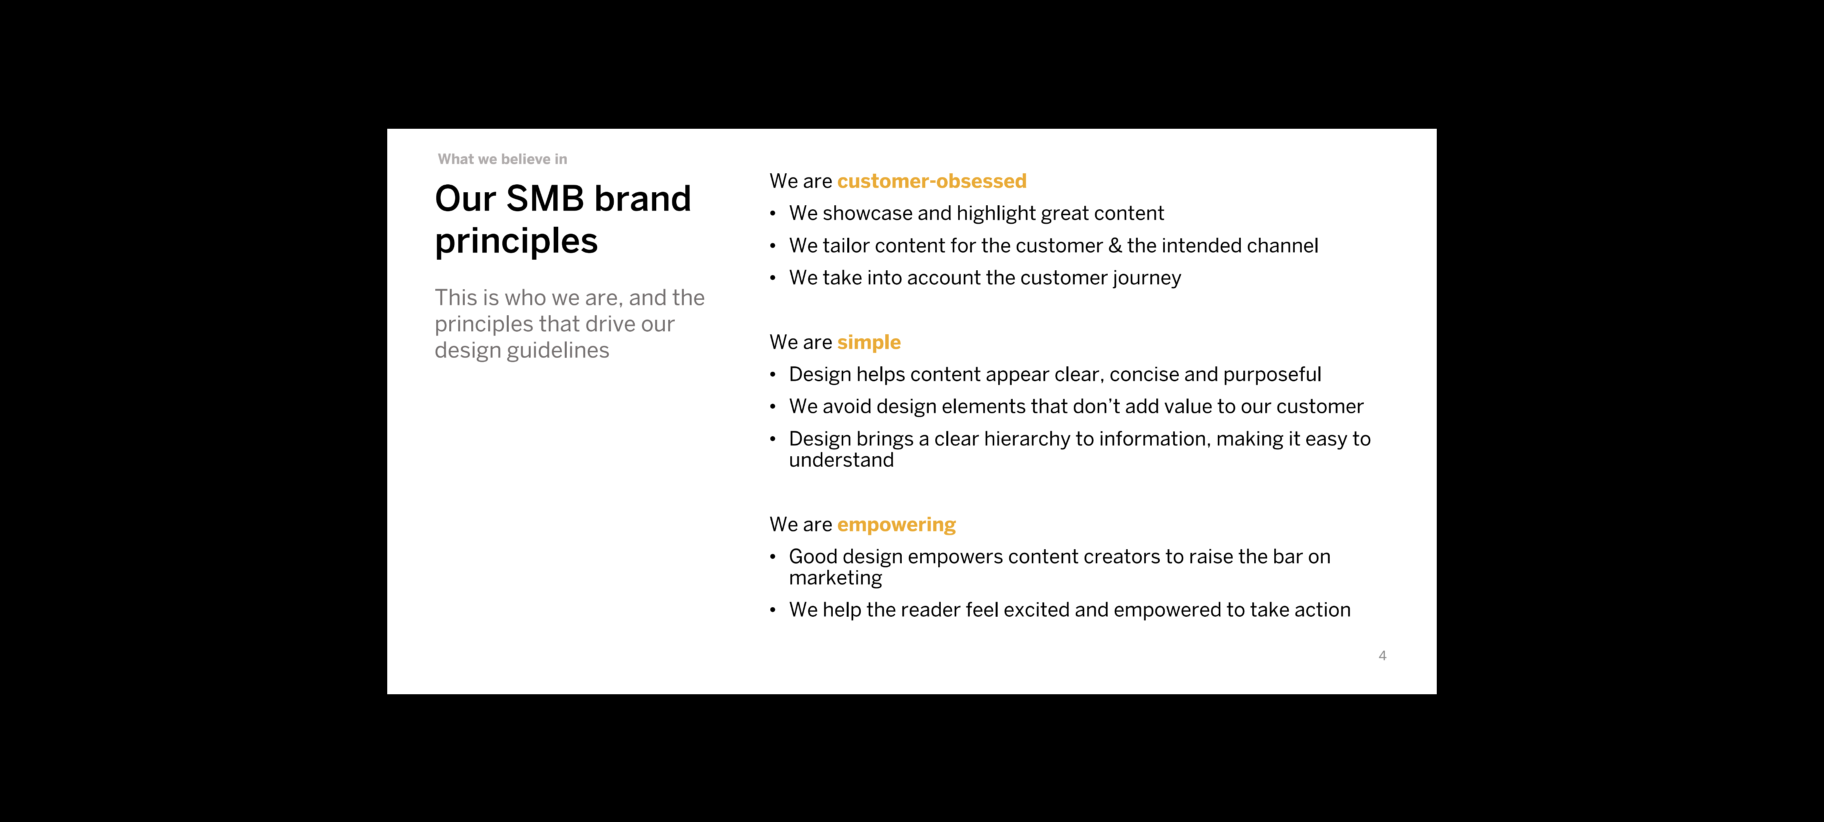 What we believe in
Our SMB brand
principles
This is who we are, and the
principles that drive our
design guidelines
We are customer-obsessed
• We showcase and highlight great content
• We tailor content for the customer & the intended channel
• We take into account the customer journey
We are simple
• Design helps content appear clear, concise and purposeful
• We avoid design elements that don’t add value to our customer
• Design brings a clear hierarchy to information, making it easy to
understand
We are empowering
• Good design empowers content creators to raise the bar on
marketing
• We help the reader feel excited and empowered to take action
4